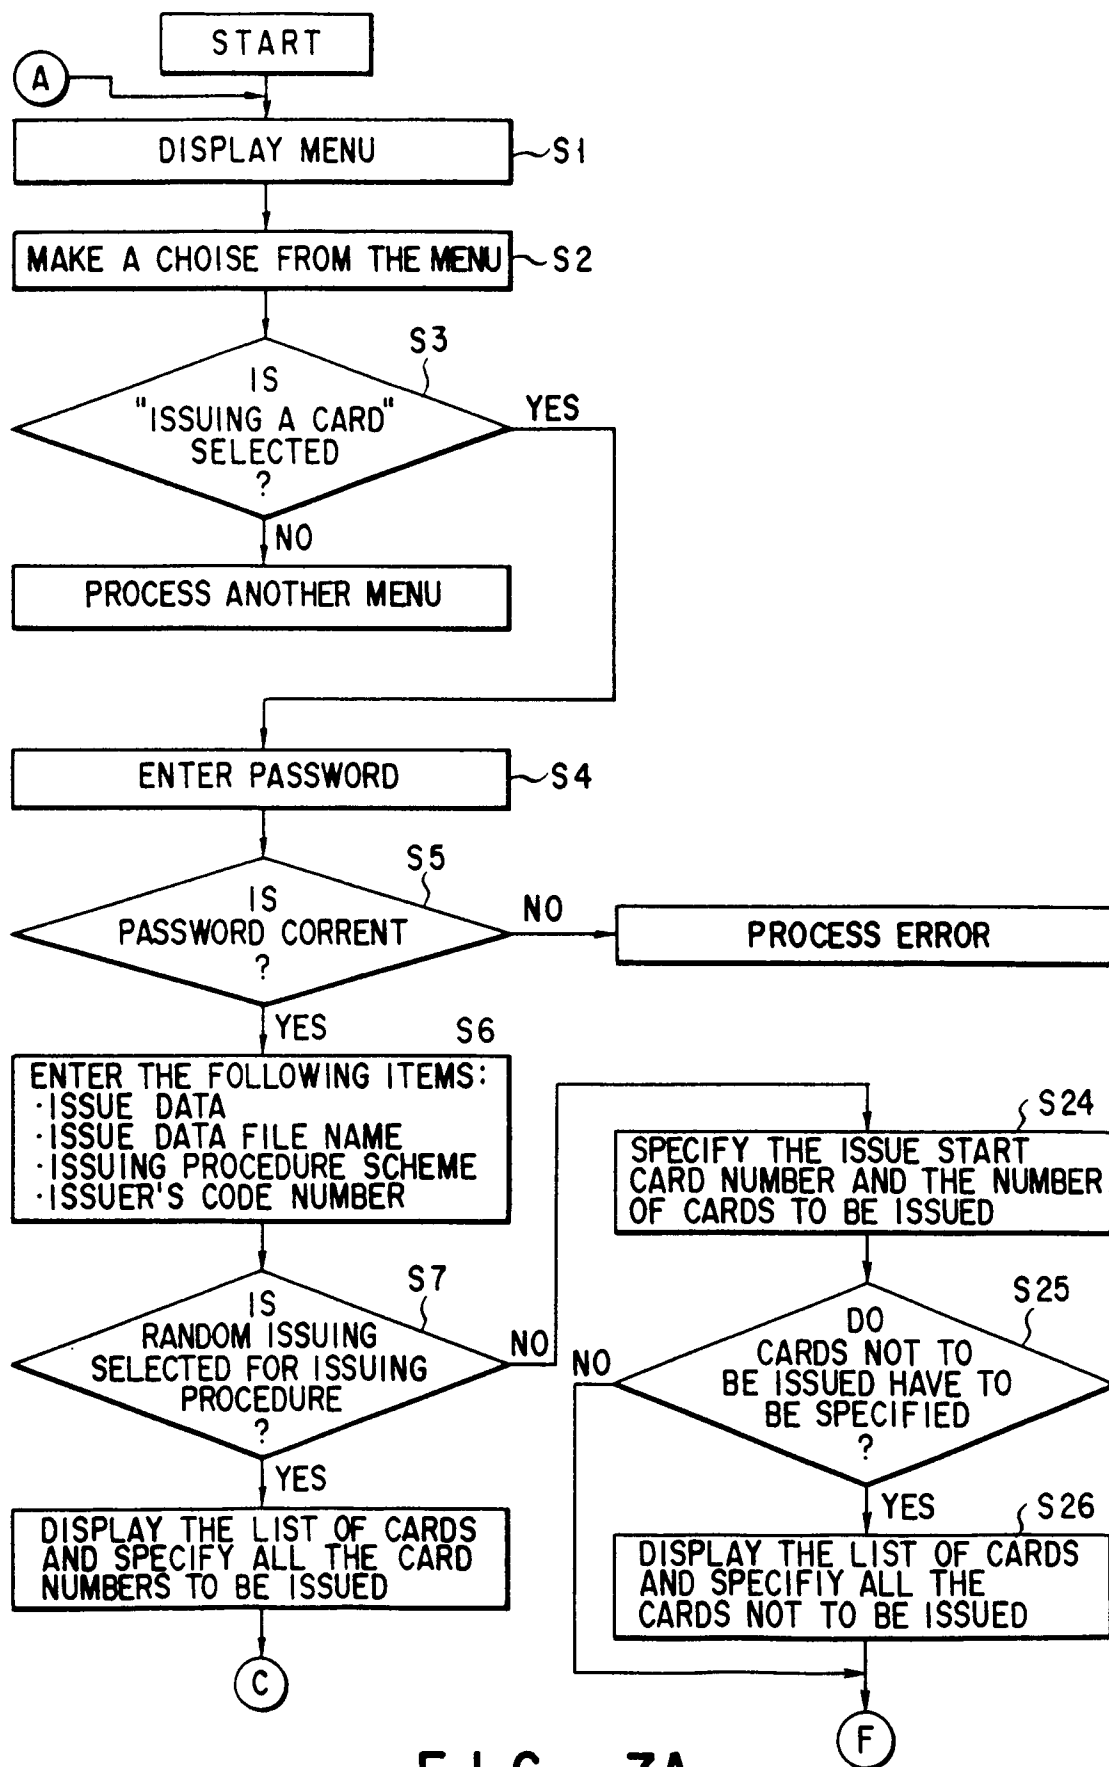 START
A
DISPLAY MENU
S1
MAKE A CHOISE FROM THE MENU
S2
S3
IS
"ISSUING A CARD"
SELECTED
?
YES
NO
PROCESS ANOTHER MENU
ENTER PASSWORD
S4
S5
IS
PASSWORD CORRENT
?
NO
PROCESS ERROR
YES
S6
ENTER THE FOLLOWING ITEMS:
·ISSUE DATA
·ISSUE DATA FILE NAME
·ISSUING PROCEDURE SCHEME
·ISSUER'S CODE NUMBER
S7
IS
RANDOM ISSUING
SELECTED FOR ISSUING
PROCEDURE
?
NO
YES
DISPLAY THE LIST OF CARDS
AND SPECIFY ALL THE CARD
NUMBERS TO BE ISSUED
C
S24
SPECIFY THE ISSUE START
CARD NUMBER AND THE NUMBER
OF CARDS TO BE ISSUED
S25
DO
CARDS NOT TO
BE ISSUED HAVE TO
BE SPECIFIED
?
NO
YES
S26
DISPLAY THE LIST OF CARDS
AND SPECIFIY ALL THE
CARDS NOT TO BE ISSUED
F
FIG. 7A